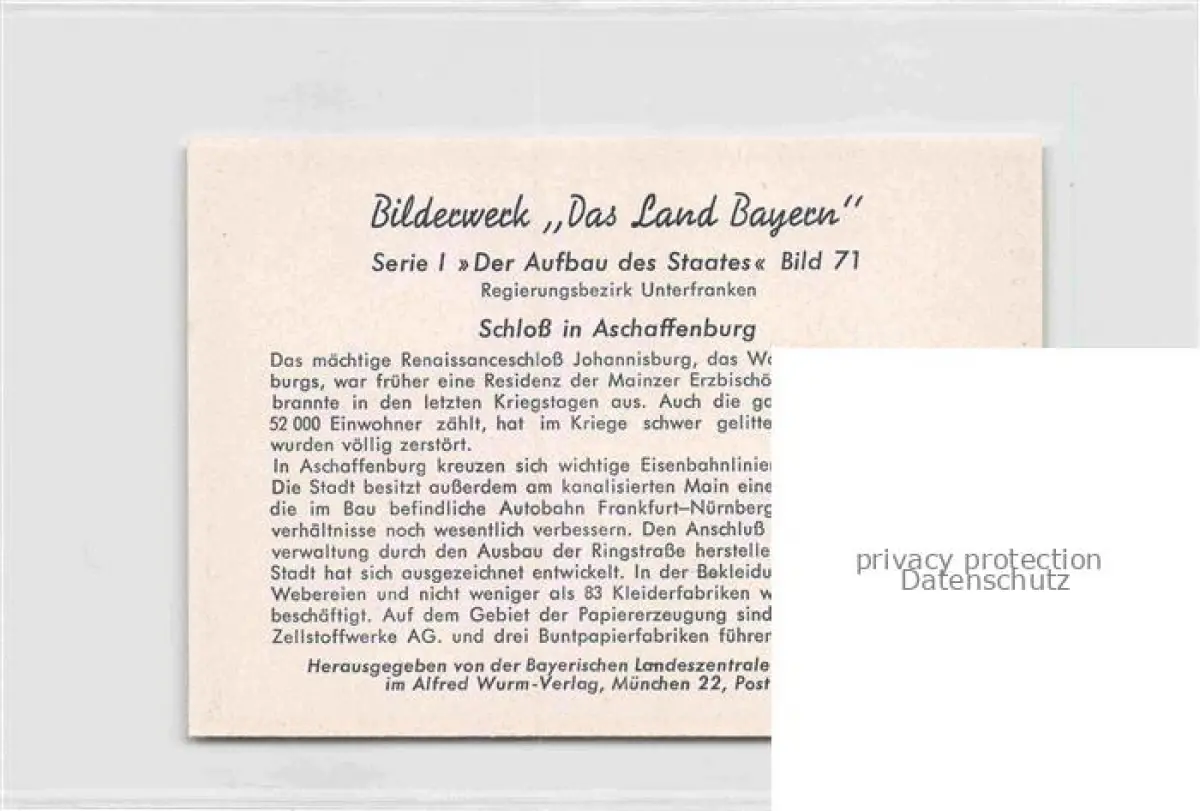 Bilderwerk „Das Land Bayern“
Serie I »Der Aufbau des Staates« Bild 71
Regierungsbezirk Unterfranken
Schloß in Aschaffenburg
Das mächtige Renaissanceschloß Johannisburg, das
burgs, war früher eine Residenz der Mainzer
brannte in den letzten Kriegstagen aus. Auch die
52 000 Einwohner zählt, hat im Kriege schwer
wurden völlig zerstört.
In Aschaffenburg kreuzen sich wichtige
Die Stadt besitzt außerdem am kanalisierten Main
die im Bau befindliche Autobahn Frankfurt–Nürnberg
verhältnisse noch wesentlich verbessern. Den Anschluß
verwaltung durch den Ausbau der Ringstraße
Stadt hat sich ausgezeichnet entwickelt. In der
Webereien und nicht weniger als 83 Kleiderfabriken
beschäftigt. Auf dem Gebiet der Papiererzeugung sind
Zellstoffwerke AG. und drei Buntpapierfabriken
Herausgegeben von der Bayerischen Landeszentrale
im Alfred Wurm-Verlag, München 22, Post
privacy protection
Datenschutz